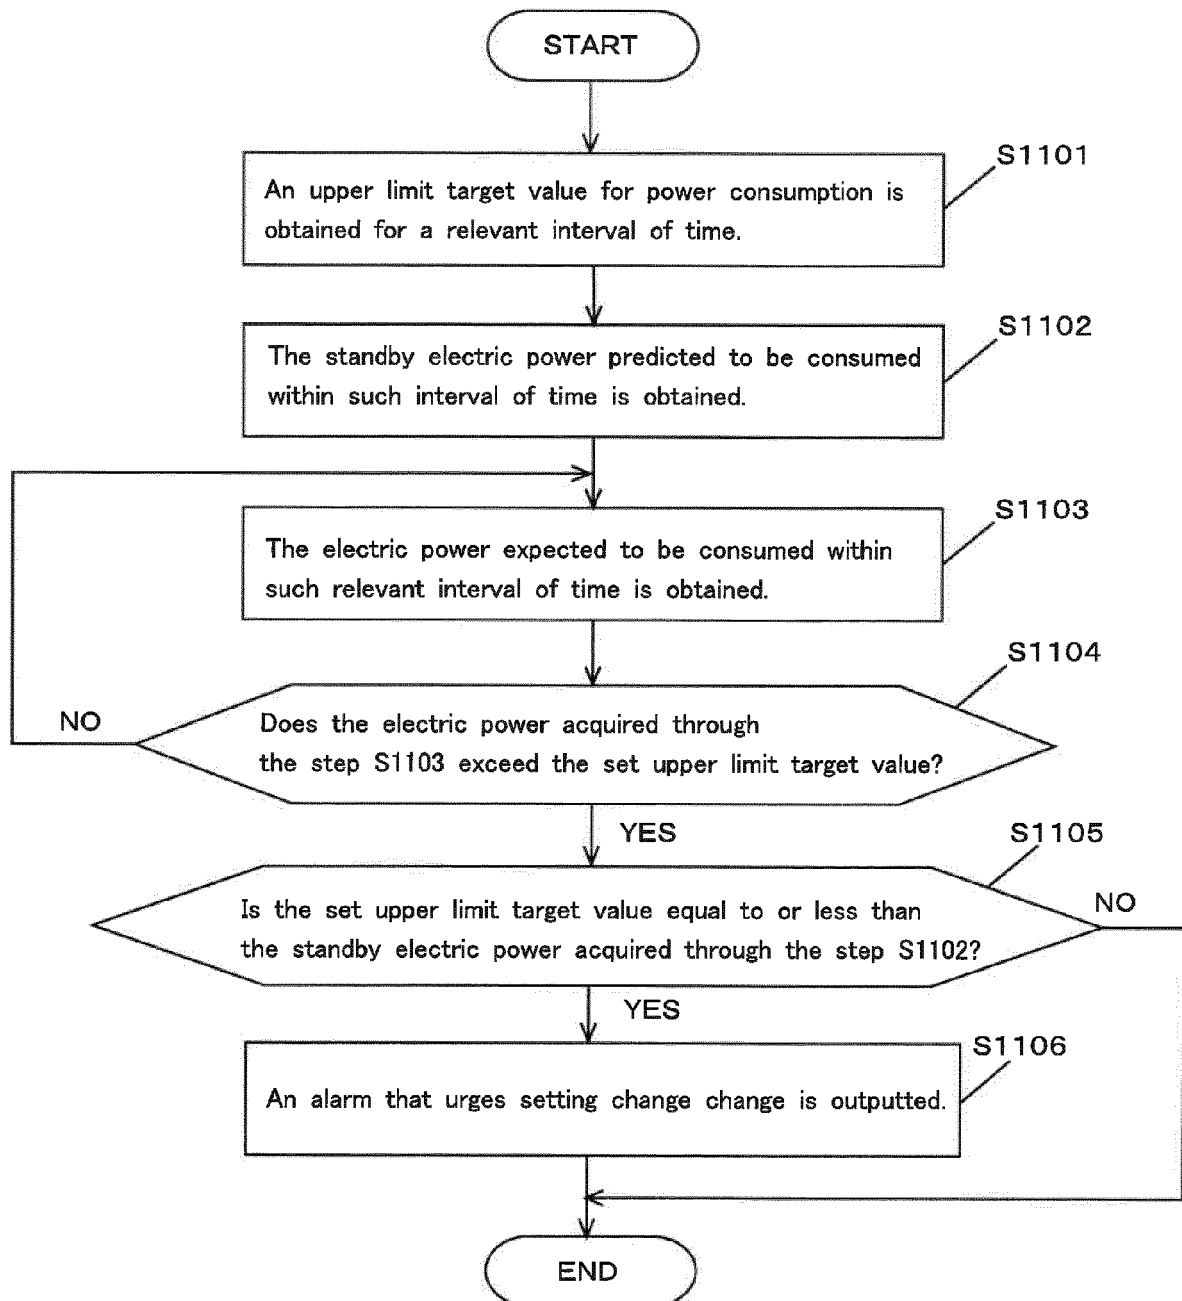 START
S1101
An upper limit target value for power consumption is
obtained for a relevant interval of time.
S1102
The standby electric power predicted to be consumed
within such interval of time is obtained.
S1103
The electric power expected to be consumed within
such relevant interval of time is obtained.
S1104
NO
Does the electric power acquired through
the step S1103 exceed the set upper limit target value?
YES
S1105
NO
Is the set upper limit target value equal to or less than
the standby electric power acquired through the step S1102?
YES
S1106
An alarm that urges setting change change is outputted.
END